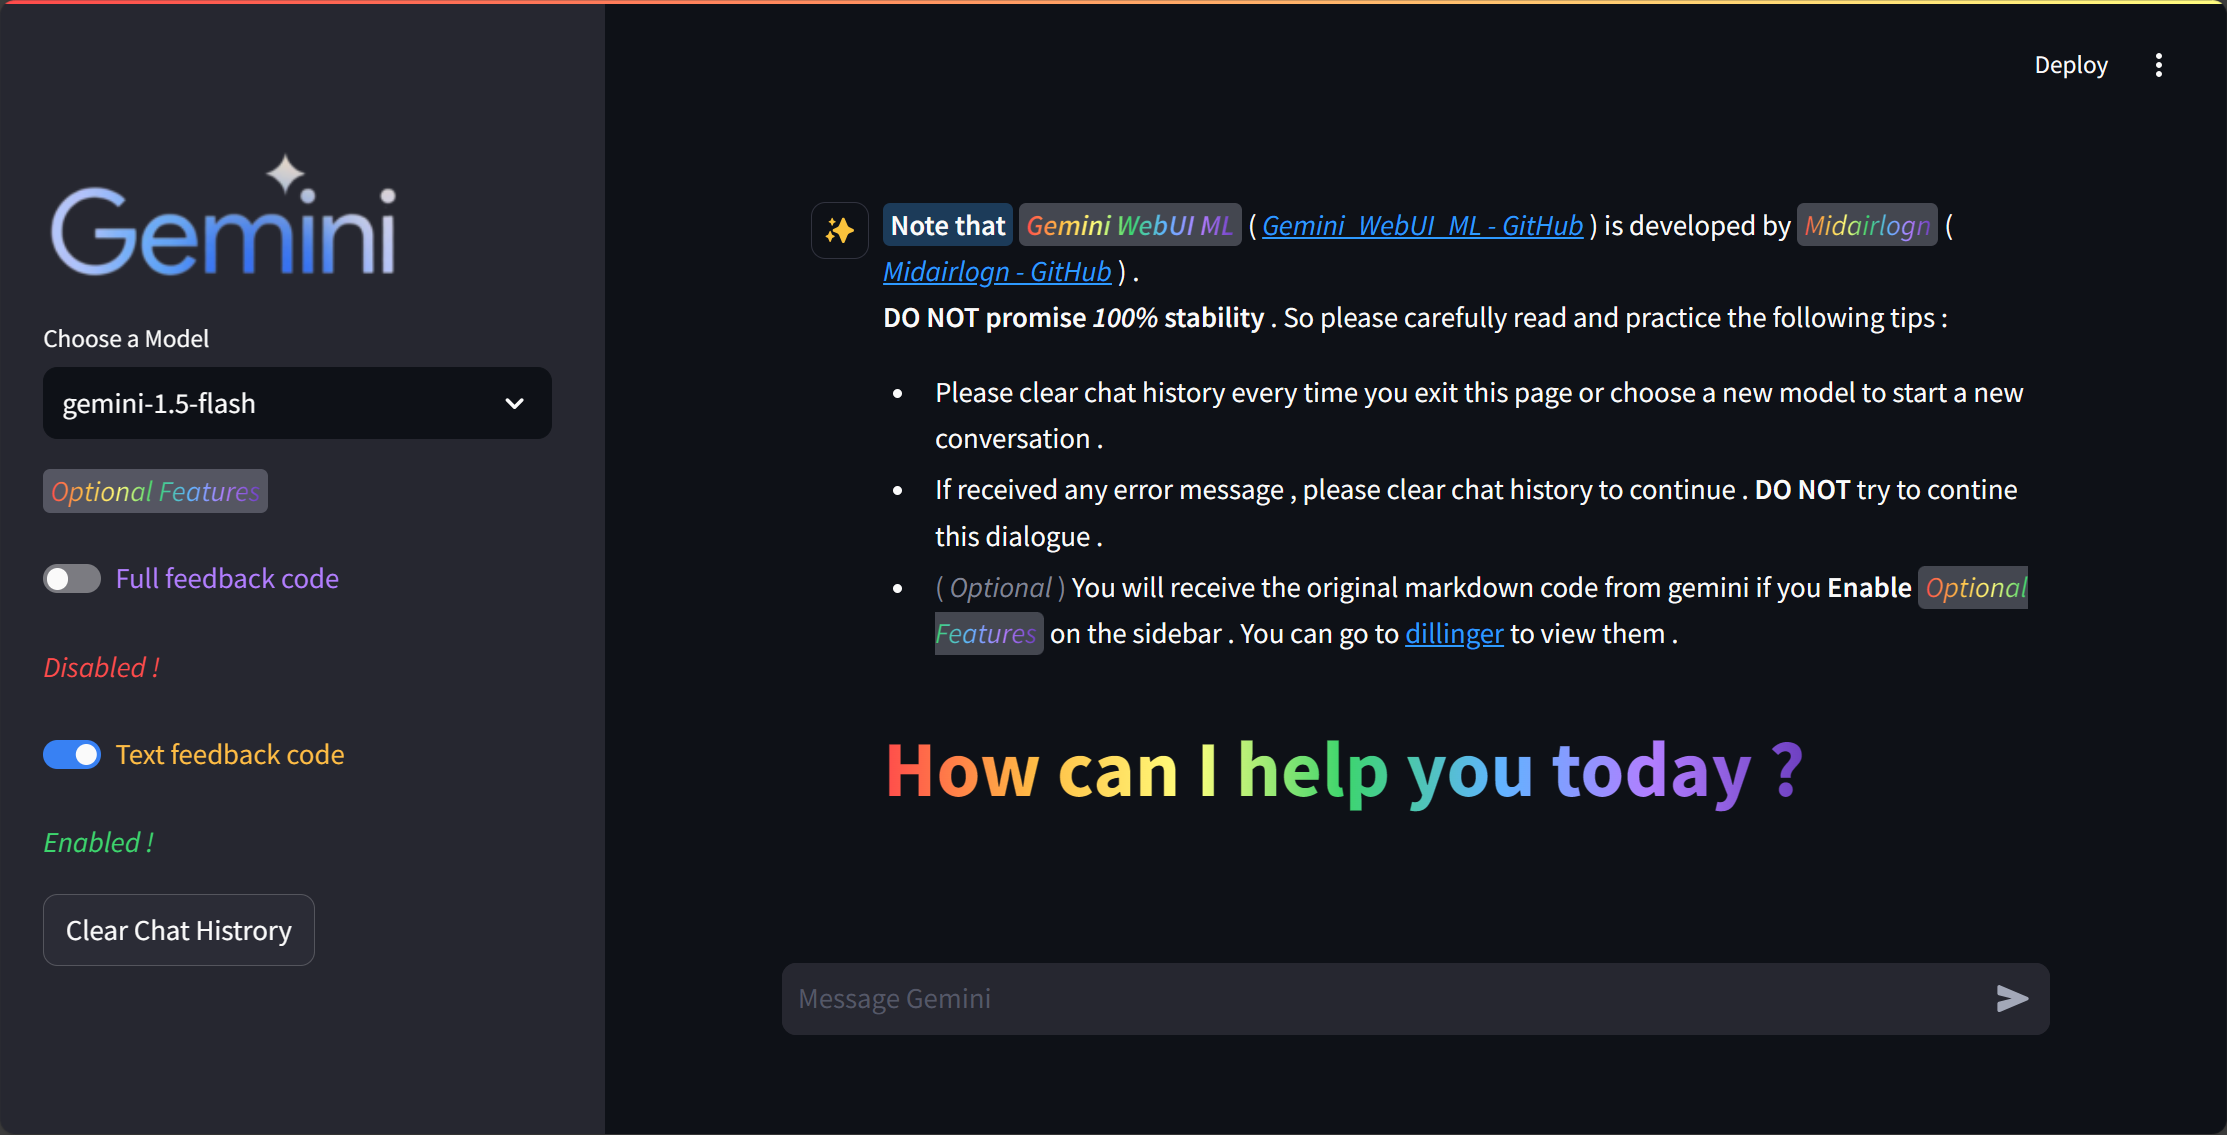 Deploy
Gemini
Choose a Model
gemini-1.5-flash
Optional Features
Full feedback code
Disabled !
Text feedback code
Enabled !
Clear Chat Histrory
Note that Gemini WebUI ML ( Gemini_WebUI_ML - GitHub ) is developed by Midairlogn (
Midairlogn - GitHub ) .
DO NOT promise 100% stability . So please carefully read and practice the following tips :
• Please clear chat history every time you exit this page or choose a new model to start a new
conversation .
• If received any error message , please clear chat history to continue . DO NOT try to contine
this dialogue .
• ( Optional ) You will receive the original markdown code from gemini if you Enable Optional
Features on the sidebar . You can go to dillinger to view them .
How can I help you today ?
Message Gemini